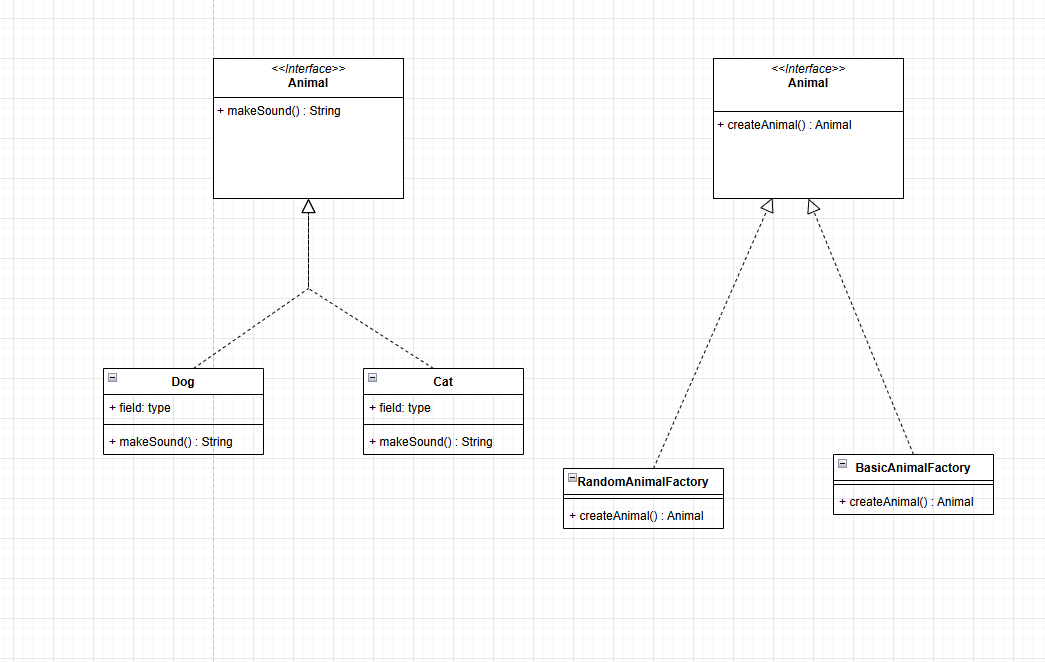 <<Interface>>
Animal
+ makeSound() : String
<<Interface>>
Animal
+ createAnimal() : Animal
Dog
+ field: type
+ makeSound() : String
Cat
+ field: type
+ makeSound() : String
RandomAnimalFactory
+ createAnimal() : Animal
BasicAnimalFactory
+ createAnimal() : Animal